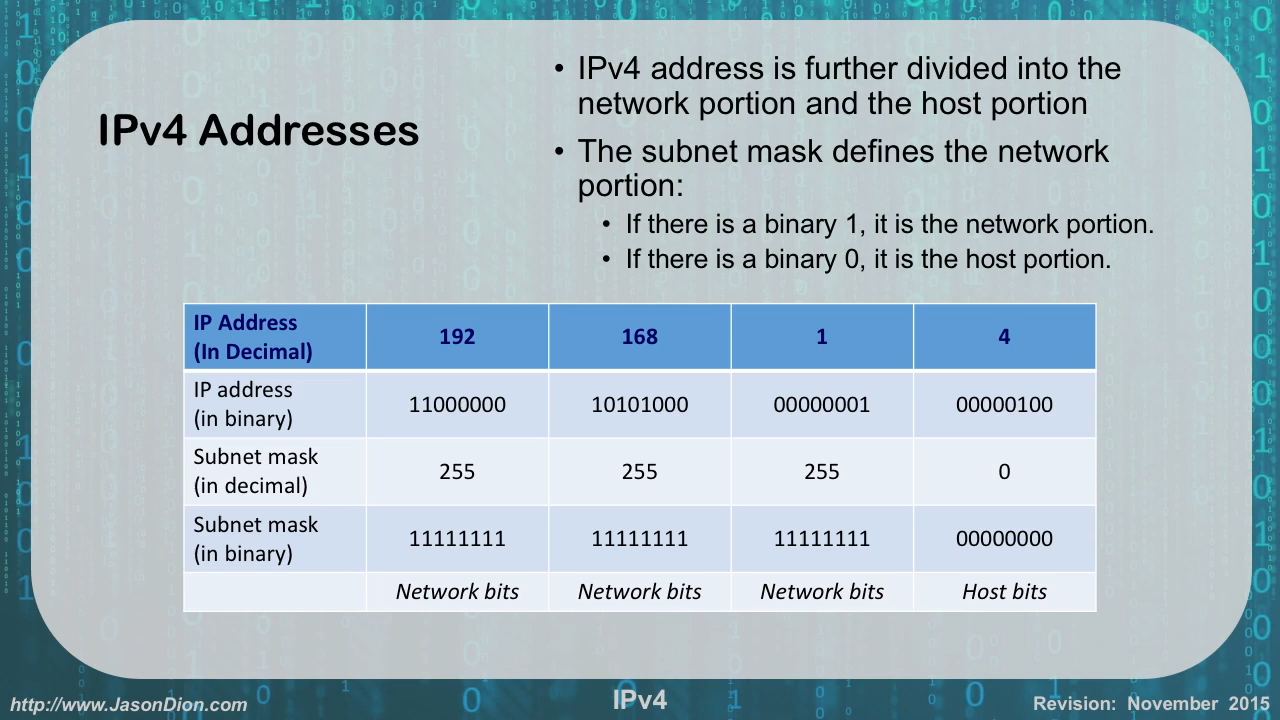 IPv4 Addresses
• IPv4 address is further divided into the
network portion and the host portion
• The subnet mask defines the network
portion:
• If there is a binary 1, it is the network portion.
• If there is a binary 0, it is the host portion.
IP Address
(In Decimal)
192
168
1
4
IP address
(in binary)
11000000
10101000
00000001
00000100
Subnet mask
(in decimal)
255
255
255
0
Subnet mask
(in binary)
11111111
11111111
11111111
00000000
Network bits
Network bits
Network bits
Host bits
http://www.JasonDion.com
IPv4
Revision: November 2015